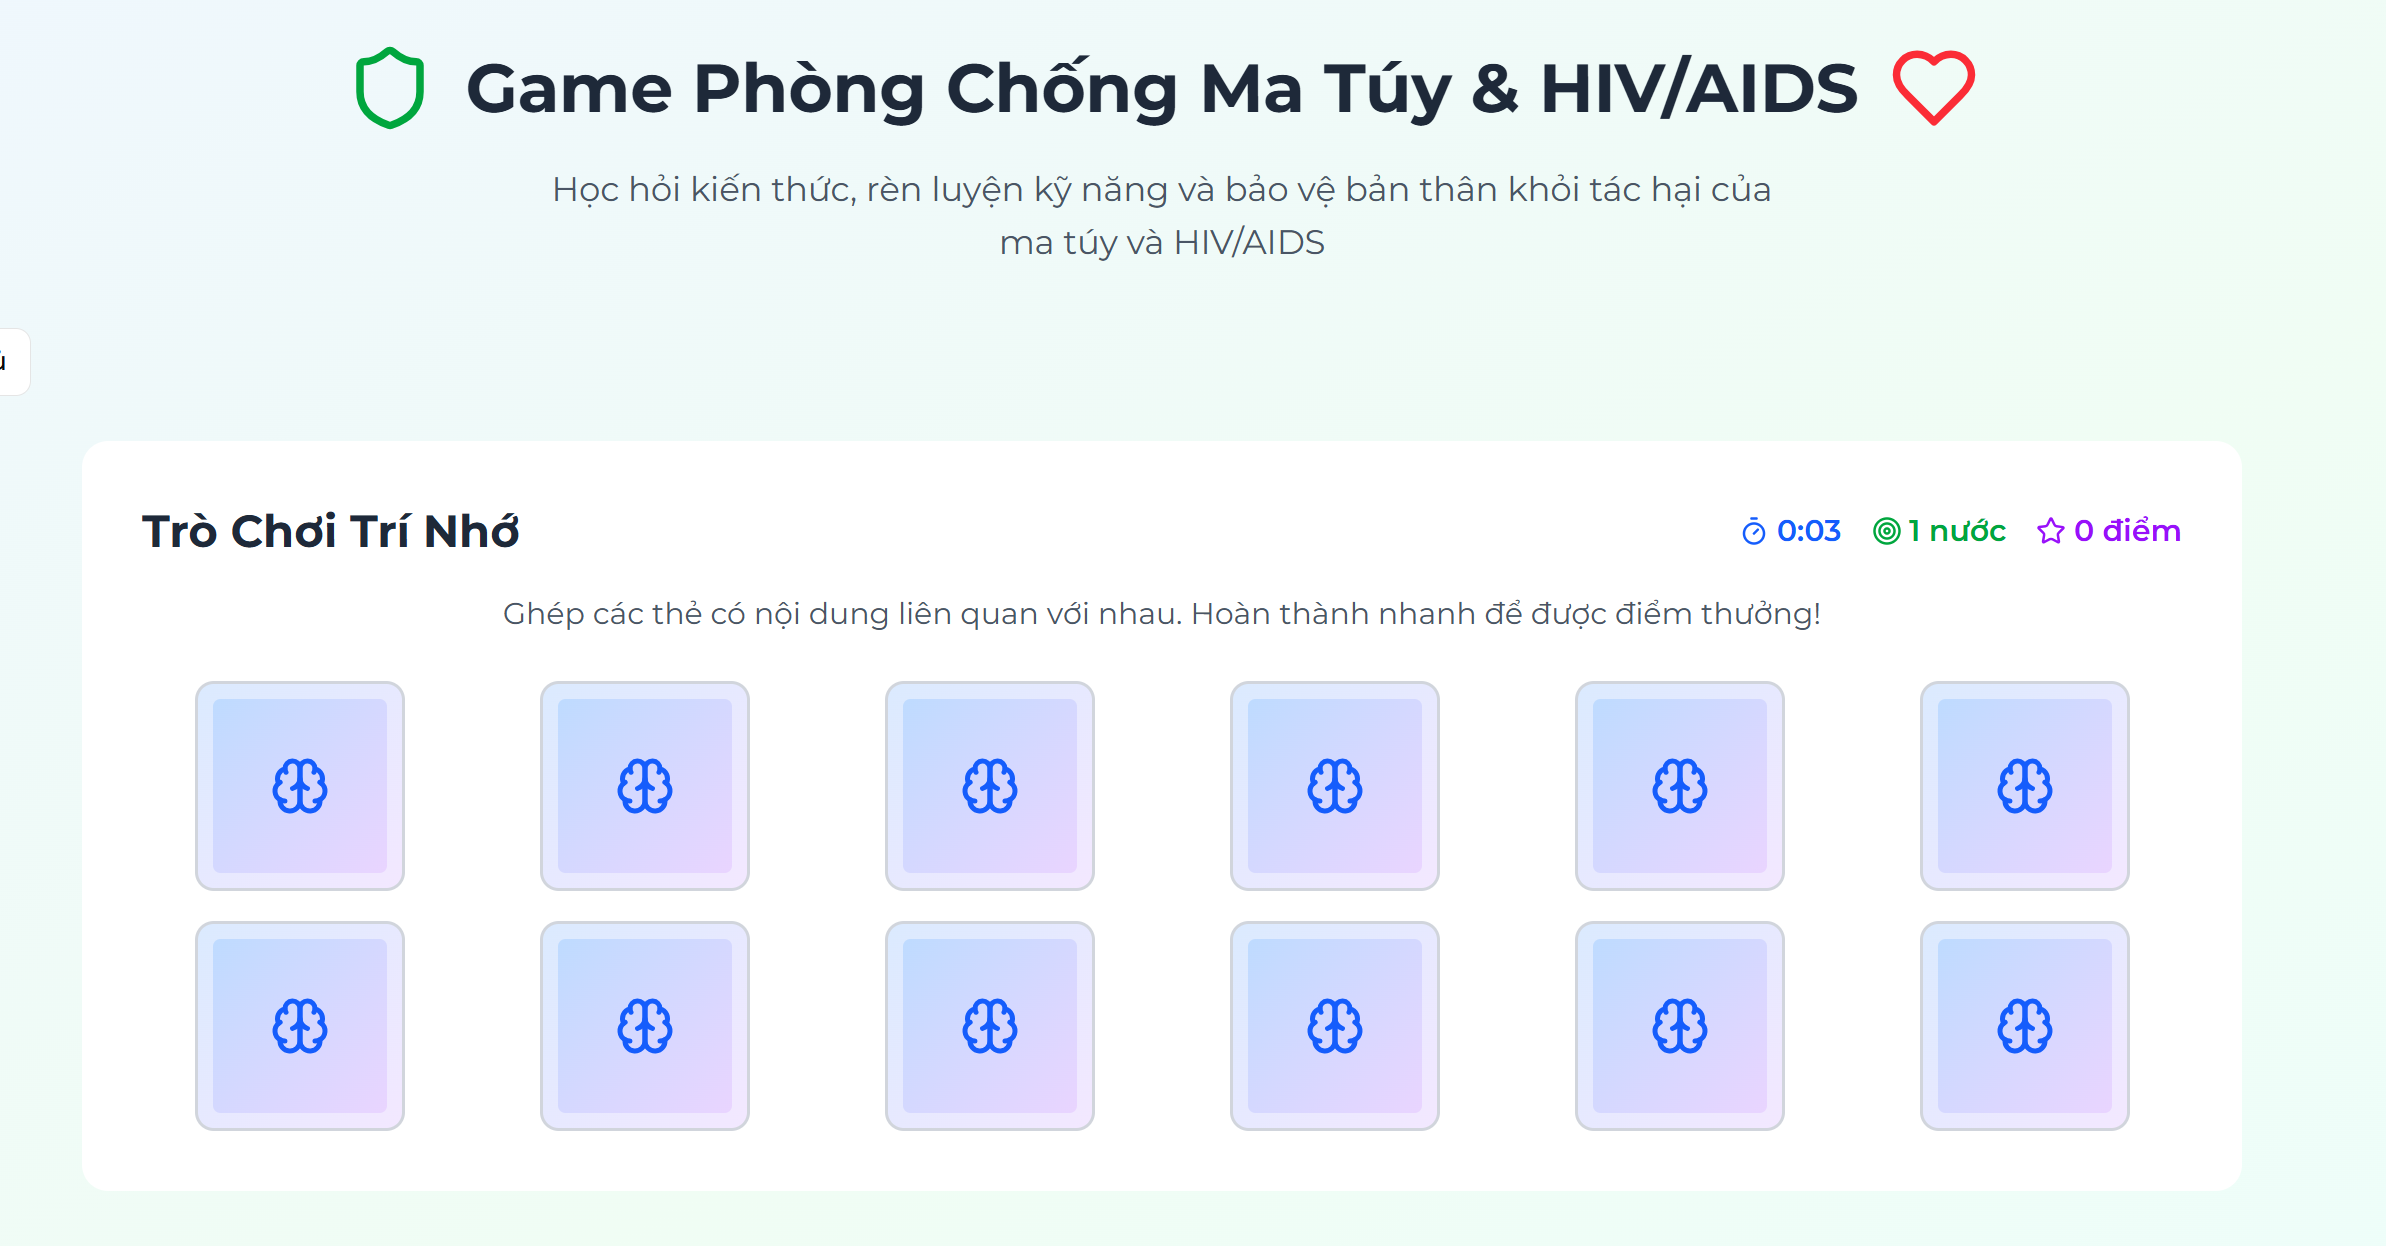 Game Phòng Chống Ma Túy & HIV/AIDS
Học hỏi kiến thức, rèn luyện kỹ năng và bảo vệ bản thân khỏi tác hại của
ma túy và HIV/AIDS
Trò Chơi Trí Nhớ
0:03 1 nước 0 điểm
Ghép các thẻ có nội dung liên quan với nhau. Hoàn thành nhanh để được điểm thưởng!